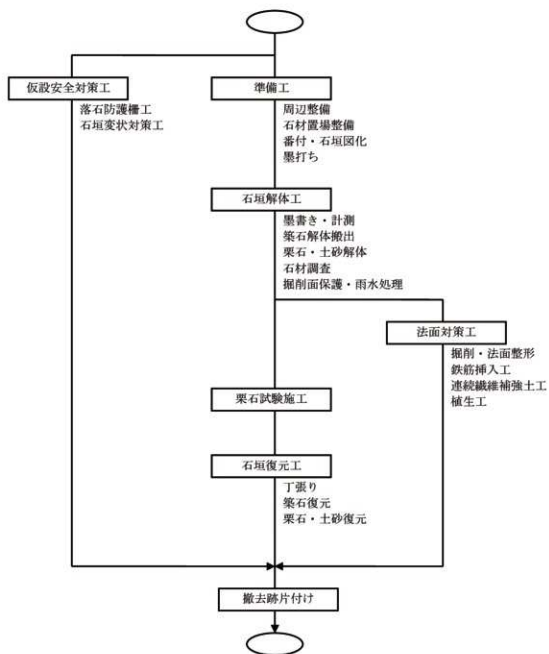 仮設安全対策工
落石防護柵工
石垣変状対策工
準備工
周辺整備
石材置場整備
番付・石垣図化
墨打ち
石垣解体工
墨書き・計測
築石解体搬出
栗石・土砂解体
石材調査
掘削面保護・雨水処理
法面対策工
掘削・法面整形
鉄筋挿入工
連続繊維補強土工
植生工
栗石試験施工
石垣復元工
丁張り
築石復元
栗石・土砂復元
撤去跡片付け